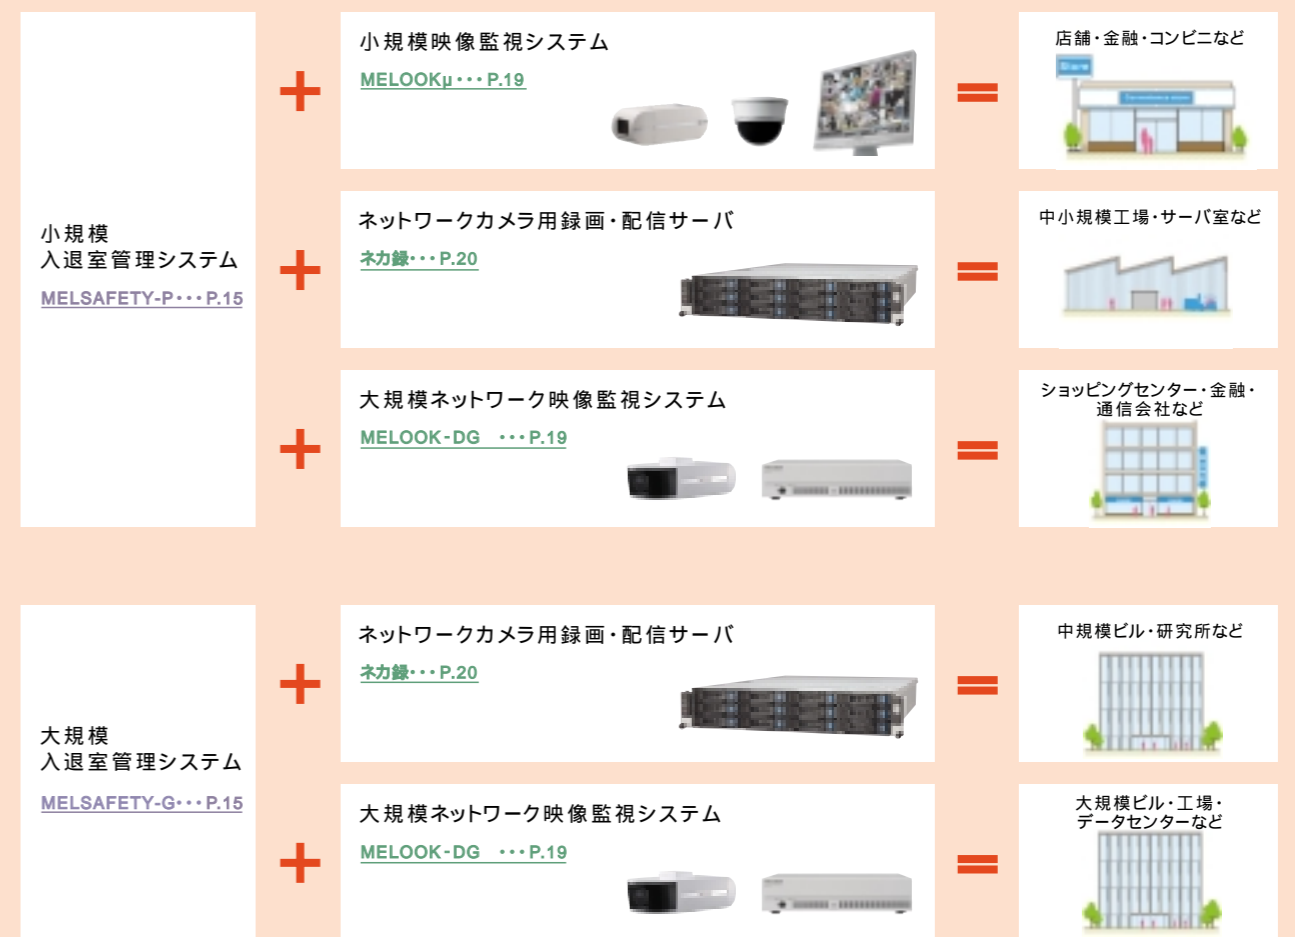 小規模
入退室管理システム
MELSAFETY-P・・・P.15
小規模映像監視システム
MELOOKμ・・・P.19
店舗・金融・コンビニなど
Store
Convenience store
ネットワークカメラ用録画・配信サーバ
ネカ録・・・P.20
中小規模工場・サーバ室など
大規模ネットワーク映像監視システム
MELOOK-DG ・・・P.19
ショッピングセンター・金融・
通信会社など
大規模
入退室管理システム
MELSAFETY-G・・・P.15
ネットワークカメラ用録画・配信サーバ
ネカ録・・・P.20
中規模ビル・研究所など
大規模ネットワーク映像監視システム
MELOOK-DG ・・・P.19
大規模ビル・工場・
データセンターなど